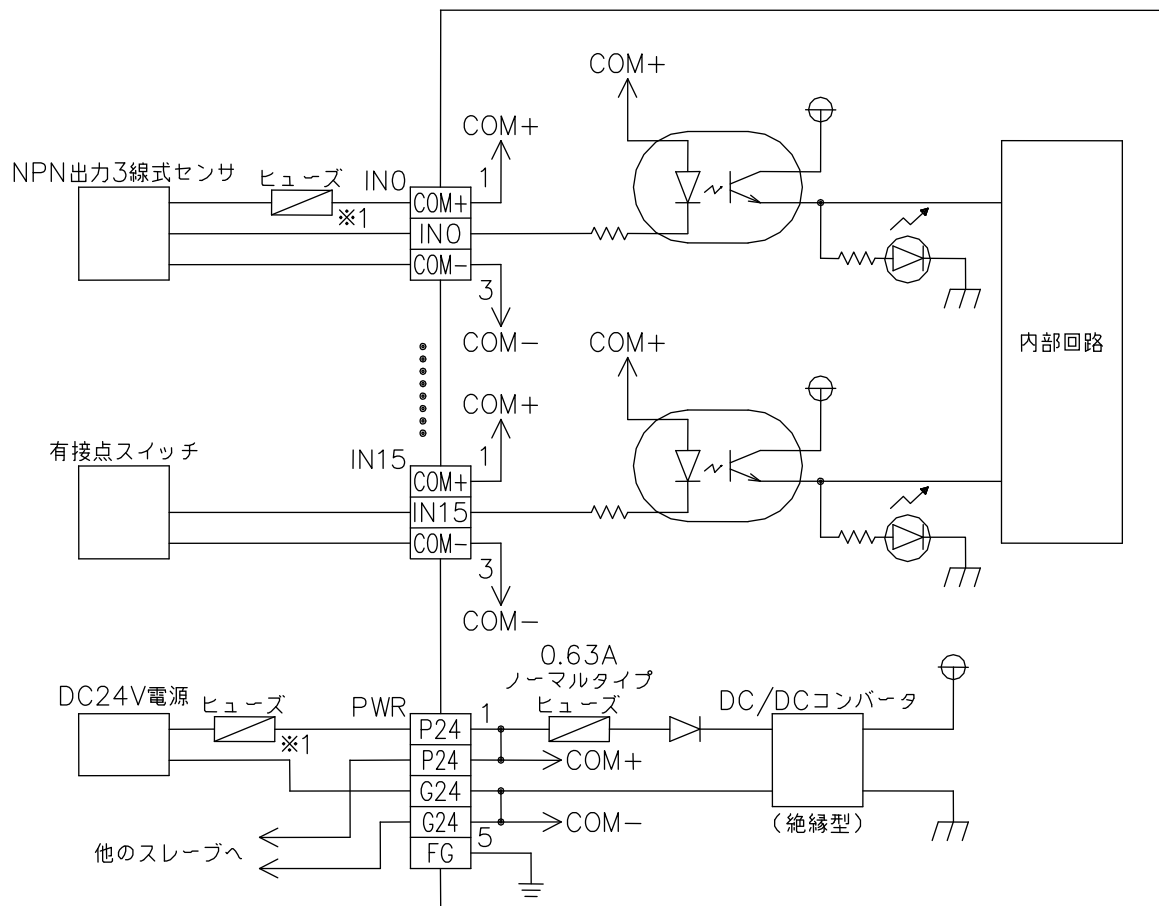 COM+
COM+
NPN出力3線式センサ
ヒューズ
IN0
1
COM+
※1
IN0
COM-
3
COM-
内部回路
COM+
COM+
有接点スイッチ
IN15
1
COM+
IN15
COM-
3
COM-
0.63A
ノーマルタイプ
ヒューズ
DC24V電源
ヒューズ
PWR
1
DC/DCコンバータ
※1
P24
P24
COM+
G24
G24
COM-
(絶縁型)
5
他のスレーブへ
FG